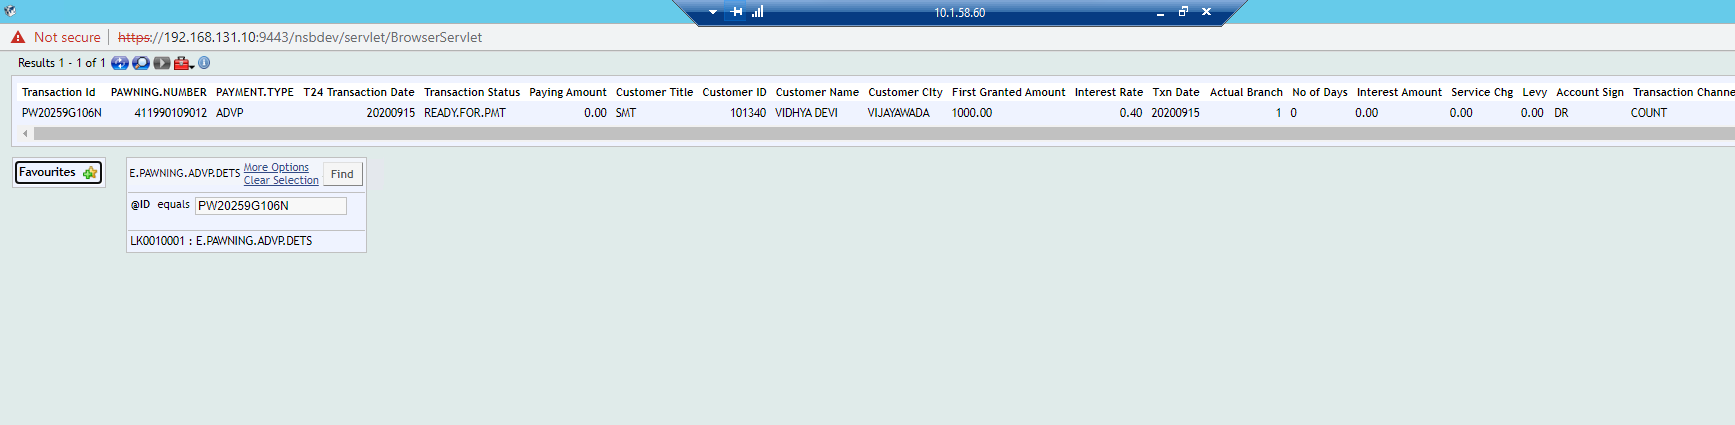 10.1.58.60
Not secure | https://192.168.131.10:9443/nsbdev/servlet/BrowserServlet
Results 1 - 1 of 1
Transaction Id PAWNING.NUMBER PAYMENT.TYPE T24 Transaction Date Transaction Status Paying Amount Customer Title Customer ID Customer Name Customer CIty First Granted Amount Interest Rate Txn Date Actual Branch No of Days Interest Amount Service Chg Levy Account Sign Transaction Channe
PW20259G106N 411990109012 ADVP 20200915 READY.FOR.PMT 0.00 SMT 101340 VIDHYA DEVI VIJAYAWADA 1000.00 0.40 20200915 1 0 0.00 0.00 0.00 DR COUNT
Favourites
E.PAWNING.ADVP.DETS More Options Find
Clear Selection
@ID equals PW20259G106N
LK0010001 : E.PAWNING.ADVP.DETS